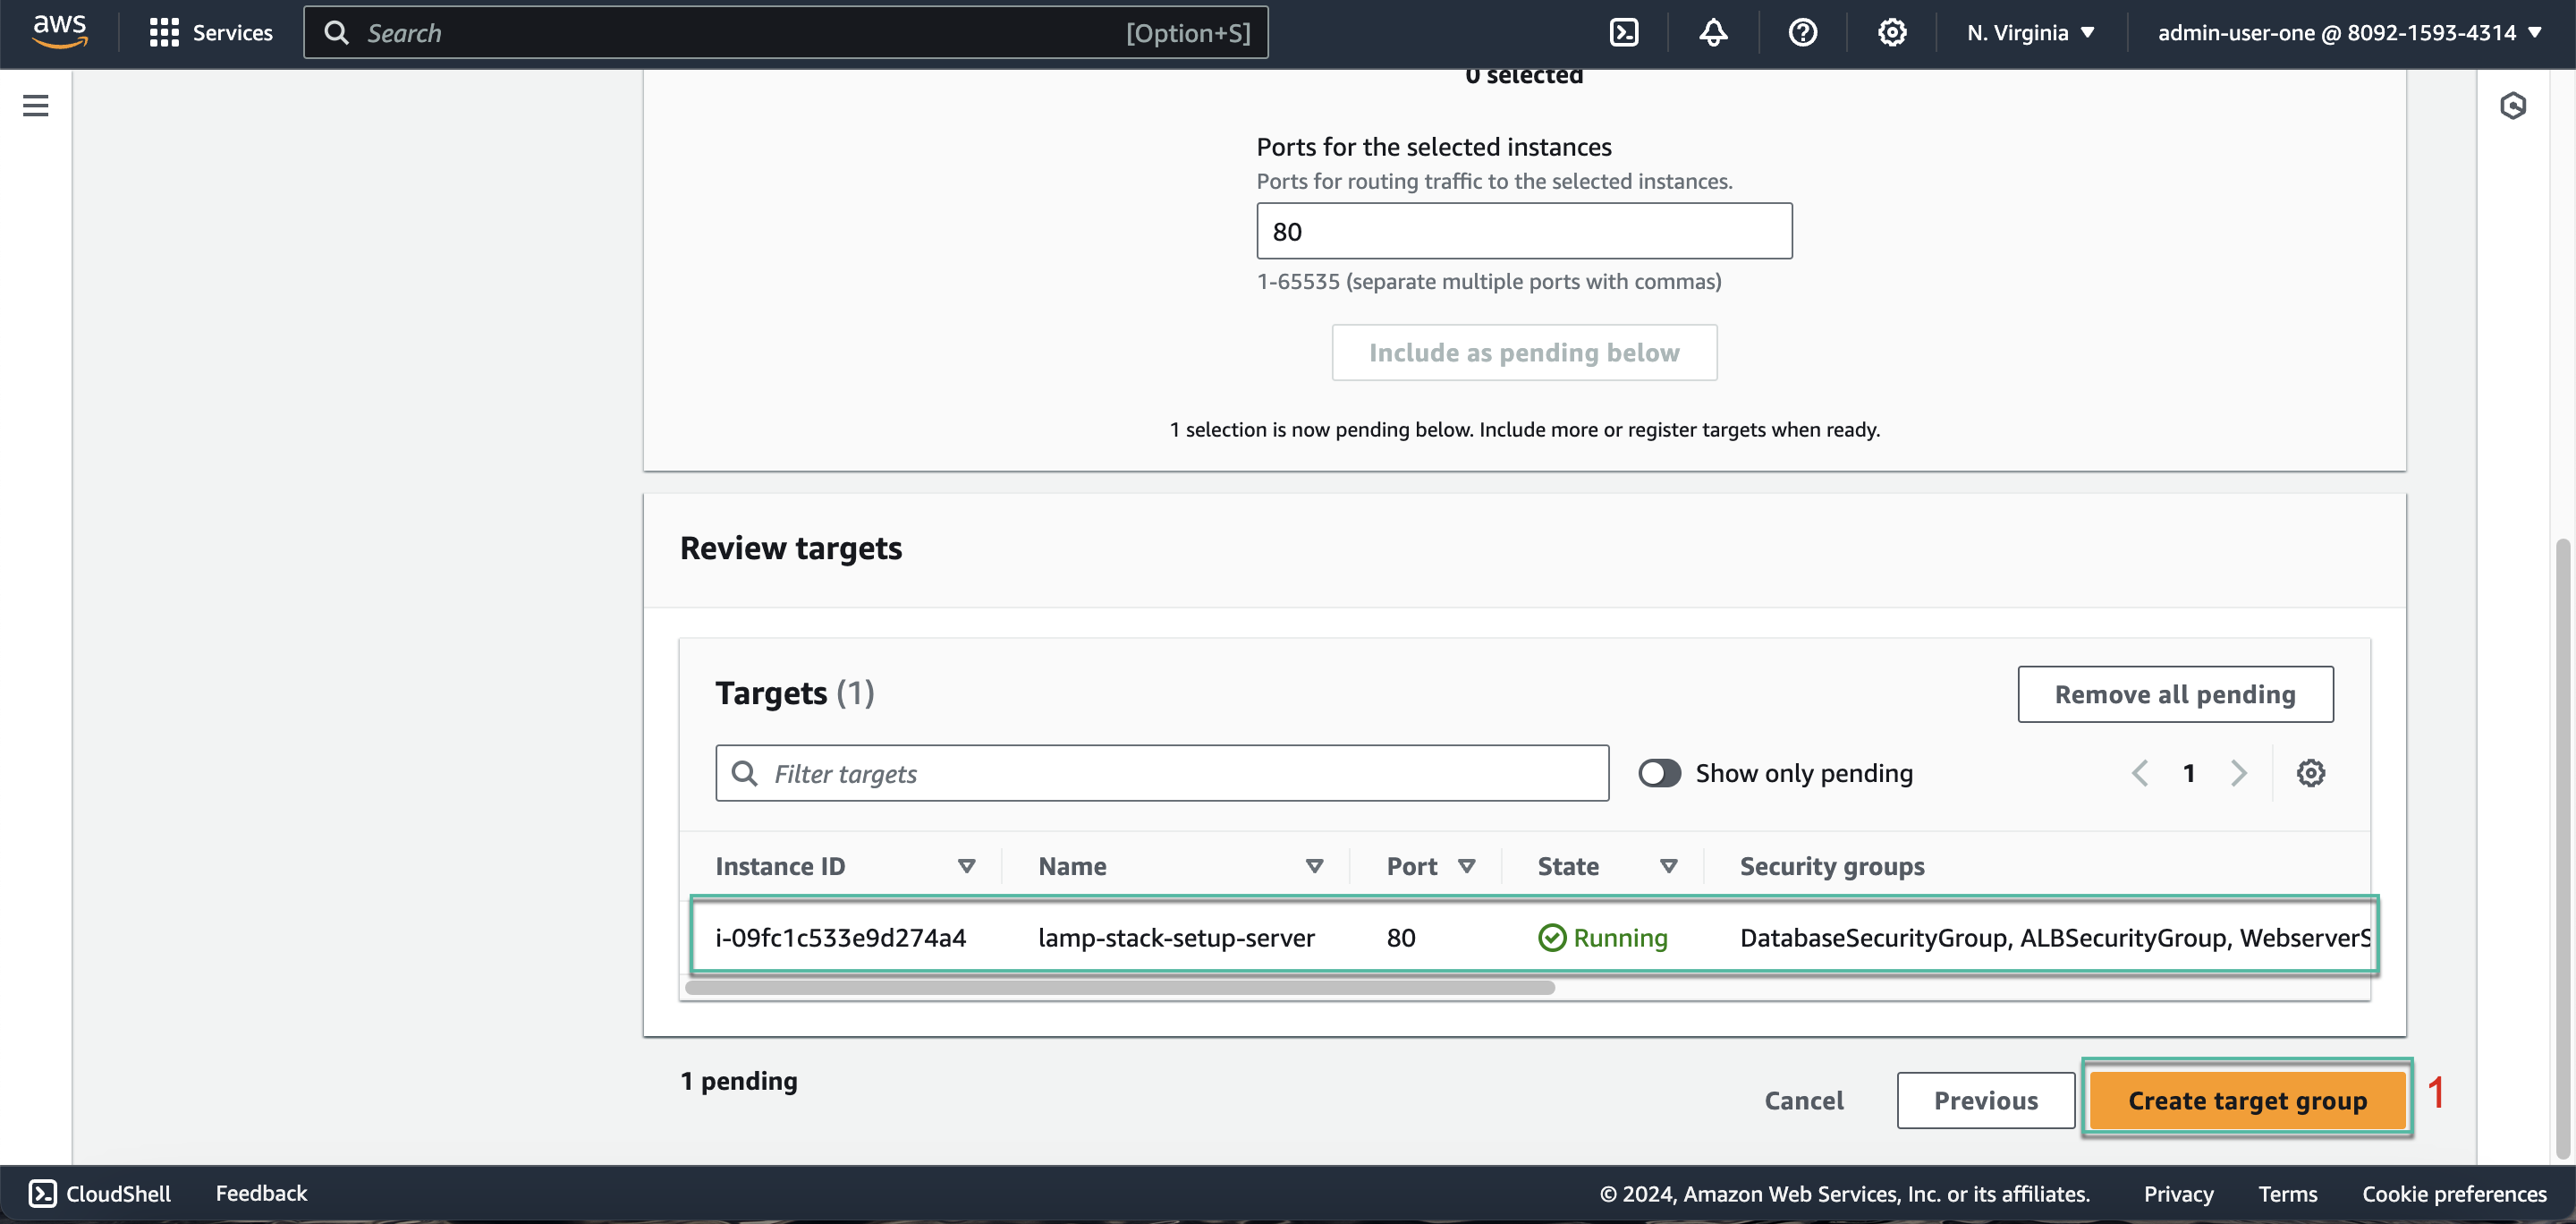 aws
Services
Search
[Option+S]
N. Virginia
admin-user-one @ 8092-1593-4314
0 selected
Ports for the selected instances
Ports for routing traffic to the selected instances.
80
1-65535 (separate multiple ports with commas)
Include as pending below
1 selection is now pending below. Include more or register targets when ready.
Review targets
Targets (1)
Remove all pending
Filter targets
Show only pending
1
Instance ID
Name
Port
State
Security groups
i-09fc1c533e9d274a4
lamp-stack-setup-server
80
Running
DatabaseSecurityGroup, ALBSecurityGroup, WebserverS
1 pending
Cancel
Previous
Create target group
1
CloudShell
Feedback
© 2024, Amazon Web Services, Inc. or its affiliates.
Privacy
Terms
Cookie preferences